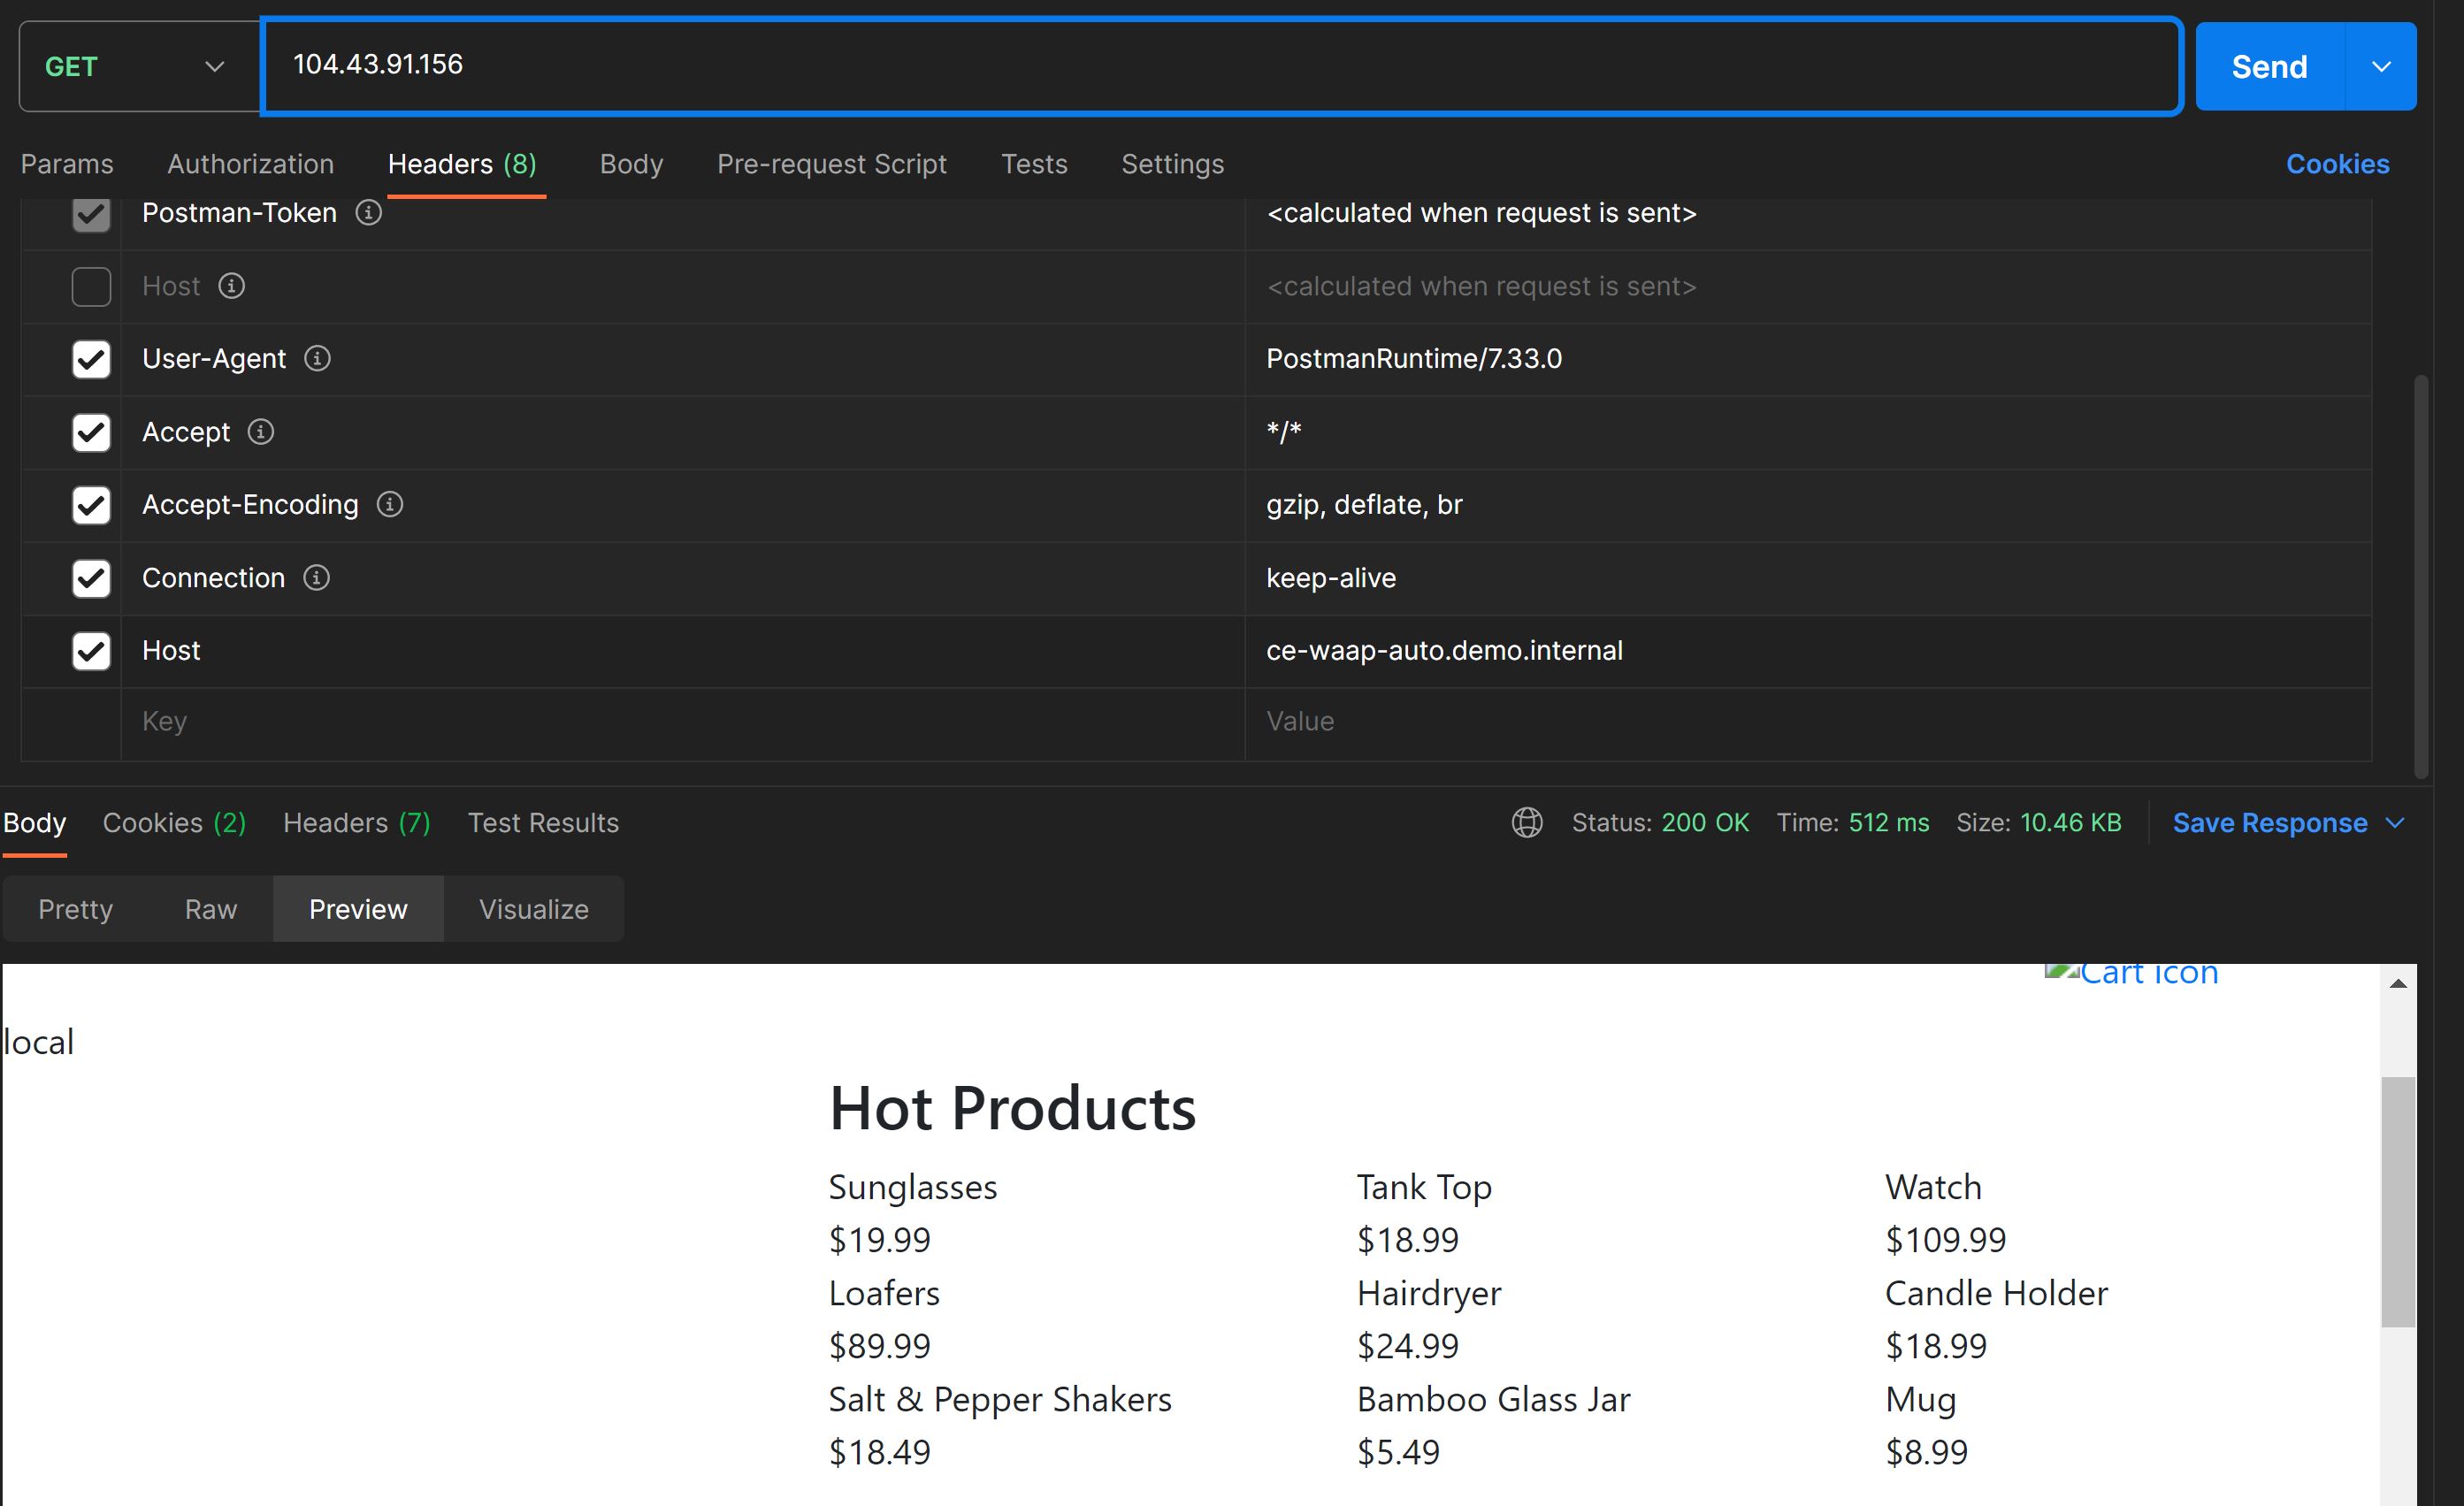 GET 104.43.91.156 Send
Params Authorization Headers (8) Body Pre-request Script Tests Settings Cookies
Postman-Token <calculated when request is sent>
Host <calculated when request is sent>
User-Agent PostmanRuntime/7.33.0
Accept */*
Accept-Encoding gzip, deflate, br
Connection keep-alive
Host ce-waap-auto.demo.internal
Key Value
Body Cookies (2) Headers (7) Test Results Status: 200 OK Time: 512 ms Size: 10.46 KB Save Response
Pretty Raw Preview Visualize
Cart icon
local
Hot Products
Sunglasses Tank Top Watch
$19.99 $18.99 $109.99
Loafers Hairdryer Candle Holder
$89.99 $24.99 $18.99
Salt & Pepper Shakers Bamboo Glass Jar Mug
$18.49 $5.49 $8.99